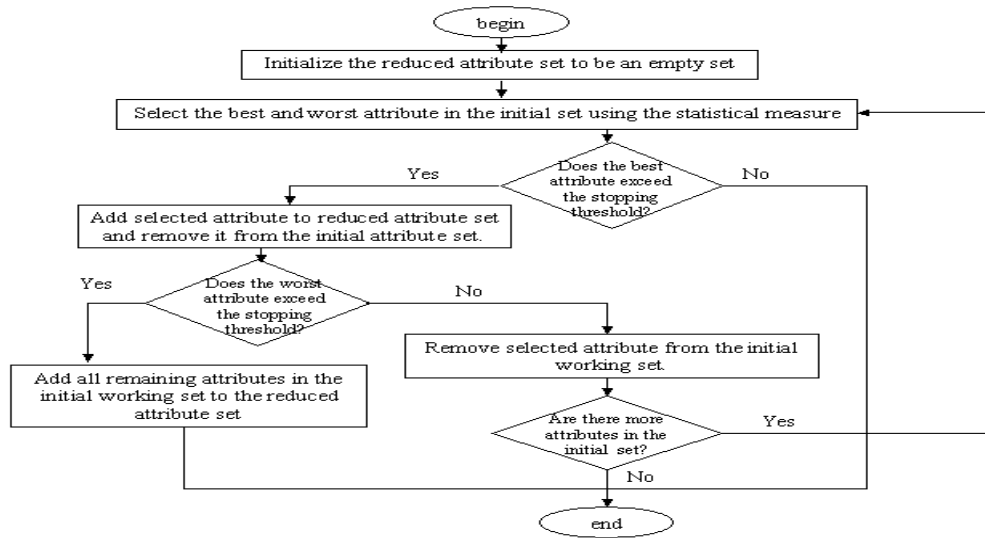 begin
Initialize the reduced attribute set to be an empty set
Select the best and worst attribute in the initial set using the statistical measure
Does the best
attribute exceed
the stopping
threshold?
Yes
No
Add selected attribute to reduced attribute set
and remove it from the initial attribute set.
Does the worst
attribute exceed
the stopping
threshold?
Yes
No
Remove selected attribute from the initial
working set.
Add all remaining attributes in the
initial working set to the reduced
attribute set
Are there more
attributes in the
initial set?
Yes
No
end